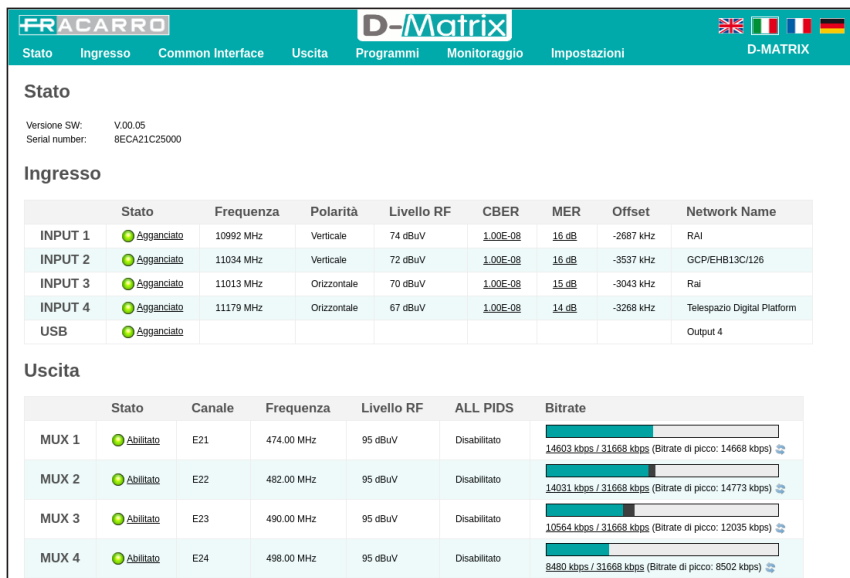 FRACARRO
D-Matrix
Stato Ingresso Common Interface Uscita Programmi Monitoraggio Impostazioni D-MATRIX
Stato
Versione SW: V.00.05
Serial number: 8ECA21C25000
Ingresso
Stato Frequenza Polarità Livello RF CBER MER Offset Network Name
INPUT 1 Agganciato 10992 MHz Verticale 74 dBuV 1.00E-08 16 dB -2687 kHz RAI
INPUT 2 Agganciato 11034 MHz Verticale 72 dBuV 1.00E-08 16 dB -3537 kHz GCP/EHB13C/126
INPUT 3 Agganciato 11013 MHz Orizzontale 70 dBuV 1.00E-08 15 dB -3043 kHz Rai
INPUT 4 Agganciato 11179 MHz Orizzontale 67 dBuV 1.00E-08 14 dB -3268 kHz Telespazio Digital Platform
USB Agganciato Output 4
Uscita
Stato Canale Frequenza Livello RF ALL PIDS Bitrate
MUX 1 Abilitato E21 474.00 MHz 95 dBuV Disabilitato 14603 kbps / 31668 kbps (Bitrate di picco: 14668 kbps)
MUX 2 Abilitato E22 482.00 MHz 95 dBuV Disabilitato 14031 kbps / 31668 kbps (Bitrate di picco: 14773 kbps)
MUX 3 Abilitato E23 490.00 MHz 95 dBuV Disabilitato 10564 kbps / 31668 kbps (Bitrate di picco: 12035 kbps)
MUX 4 Abilitato E24 498.00 MHz 95 dBuV Disabilitato 8480 kbps / 31668 kbps (Bitrate di picco: 8502 kbps)